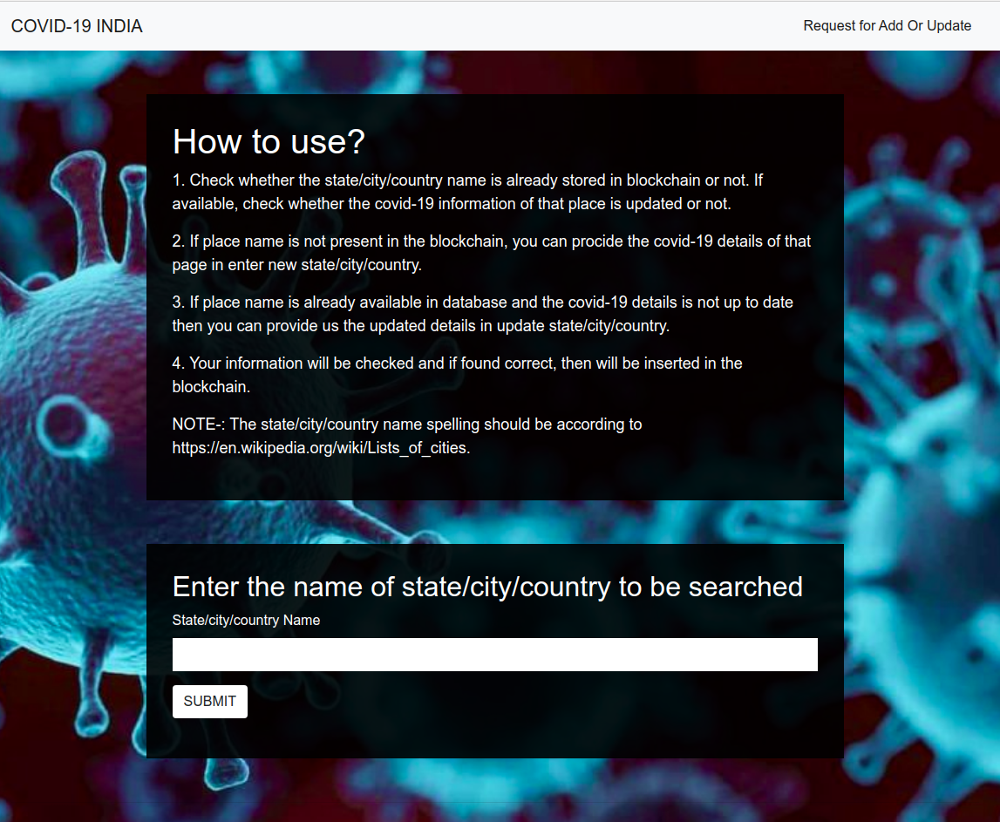 COVID-19 INDIA
Request for Add Or Update
How to use?
1. Check whether the state/city/country name is already stored in blockchain or not. If
available, check whether the covid-19 information of that place is updated or not.
2. If place name is not present in the blockchain, you can procide the covid-19 details of that
page in enter new state/city/country.
3. If place name is already available in database and the covid-19 details is not up to date
then you can provide us the updated details in update state/city/country.
4. Your information will be checked and if found correct, then will be inserted in the
blockchain.
NOTE-: The state/city/country name spelling should be according to
https://en.wikipedia.org/wiki/Lists_of_cities.
Enter the name of state/city/country to be searched
State/city/country Name
SUBMIT